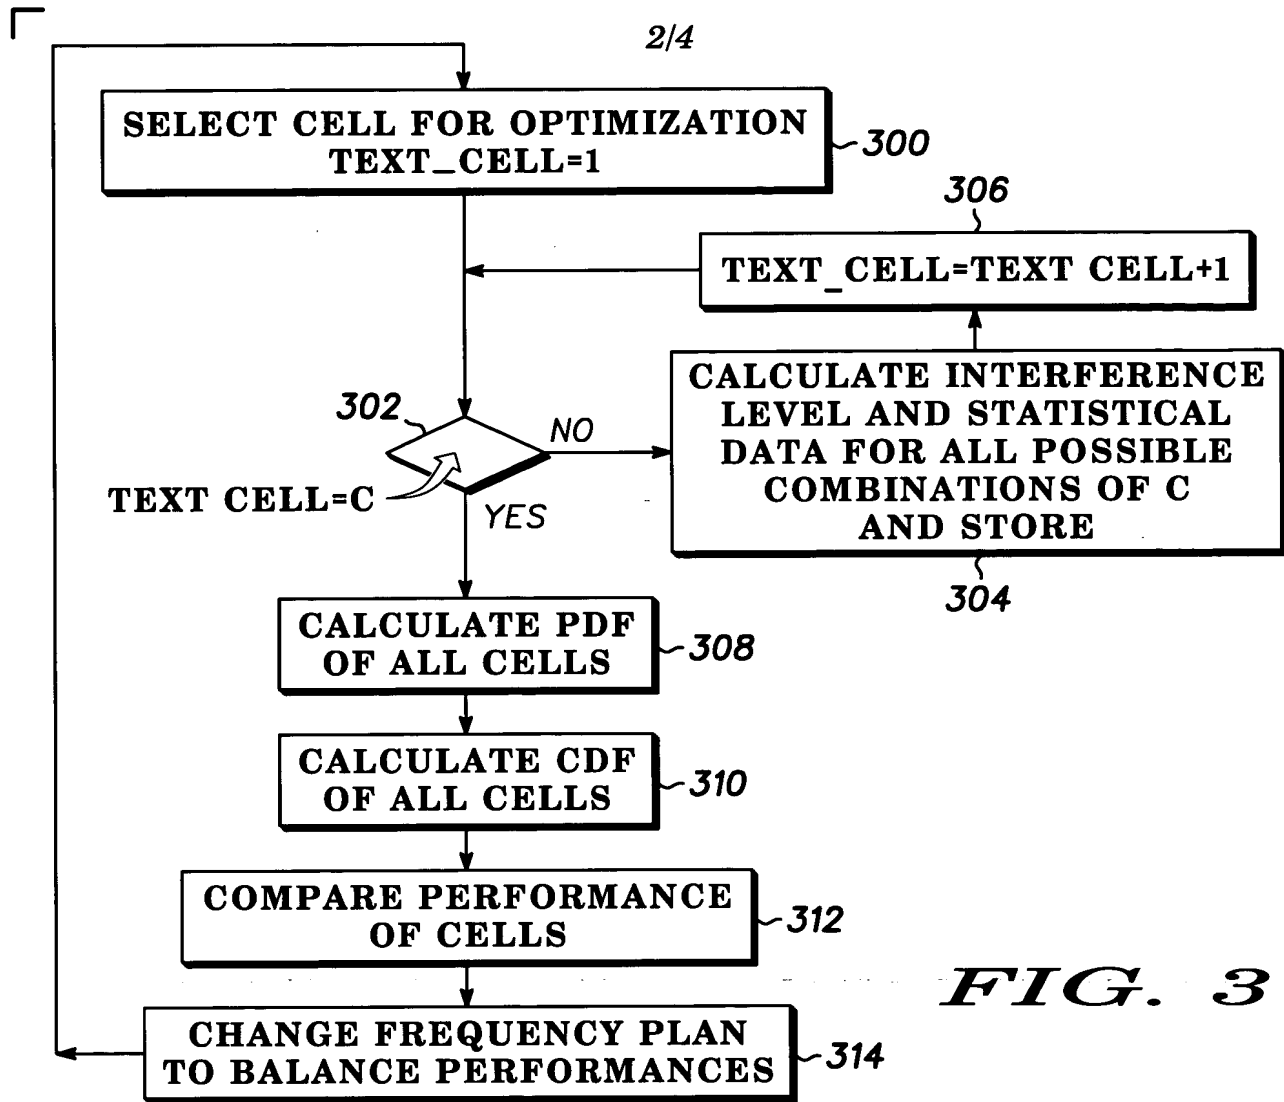 2/4
SELECT CELL FOR OPTIMIZATION
TEXT_CELL=1
300
306
TEXT_CELL=TEXT CELL+1
302
NO
TEXT CELL=C
YES
CALCULATE INTERFERENCE
LEVEL AND STATISTICAL
DATA FOR ALL POSSIBLE
COMBINATIONS OF C
AND STORE
304
CALCULATE PDF
OF ALL CELLS
308
CALCULATE CDF
OF ALL CELLS
310
COMPARE PERFORMANCE
OF CELLS
312
FIG. 3
CHANGE FREQUENCY PLAN
TO BALANCE PERFORMANCES
314